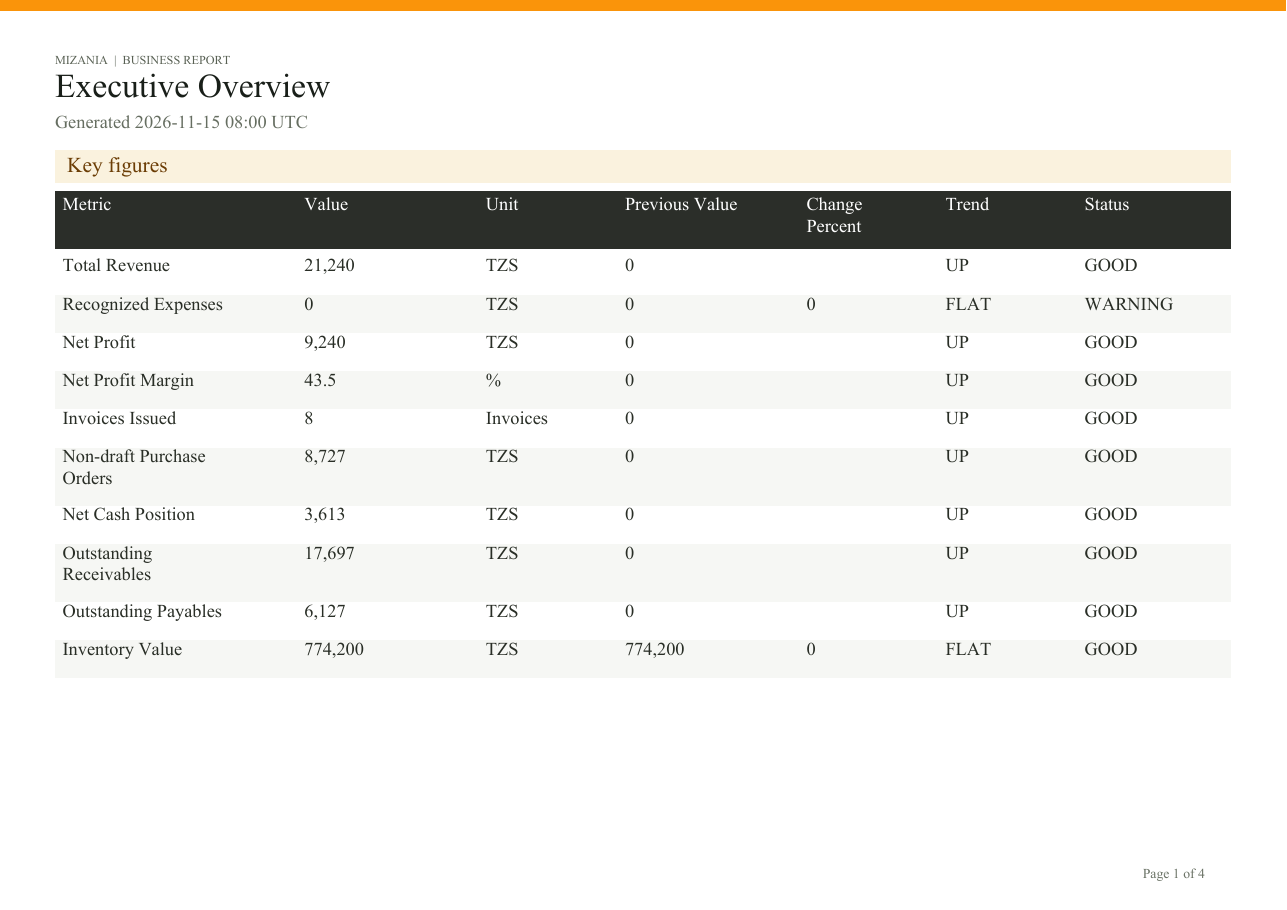 MIZANIA | BUSINESS REPORT
Executive Overview
Generated 2026-11-15 08:00 UTC
Key figures
Metric Value Unit Previous Value Change Percent Trend Status
Total Revenue 21,240 TZS 0 UP GOOD
Recognized Expenses 0 TZS 0 0 FLAT WARNING
Net Profit 9,240 TZS 0 UP GOOD
Net Profit Margin 43.5 % 0 UP GOOD
Invoices Issued 8 Invoices 0 UP GOOD
Non-draft Purchase Orders 8,727 TZS 0 UP GOOD
Net Cash Position 3,613 TZS 0 UP GOOD
Outstanding Receivables 17,697 TZS 0 UP GOOD
Outstanding Payables 6,127 TZS 0 UP GOOD
Inventory Value 774,200 TZS 774,200 0 FLAT GOOD
Page 1 of 4